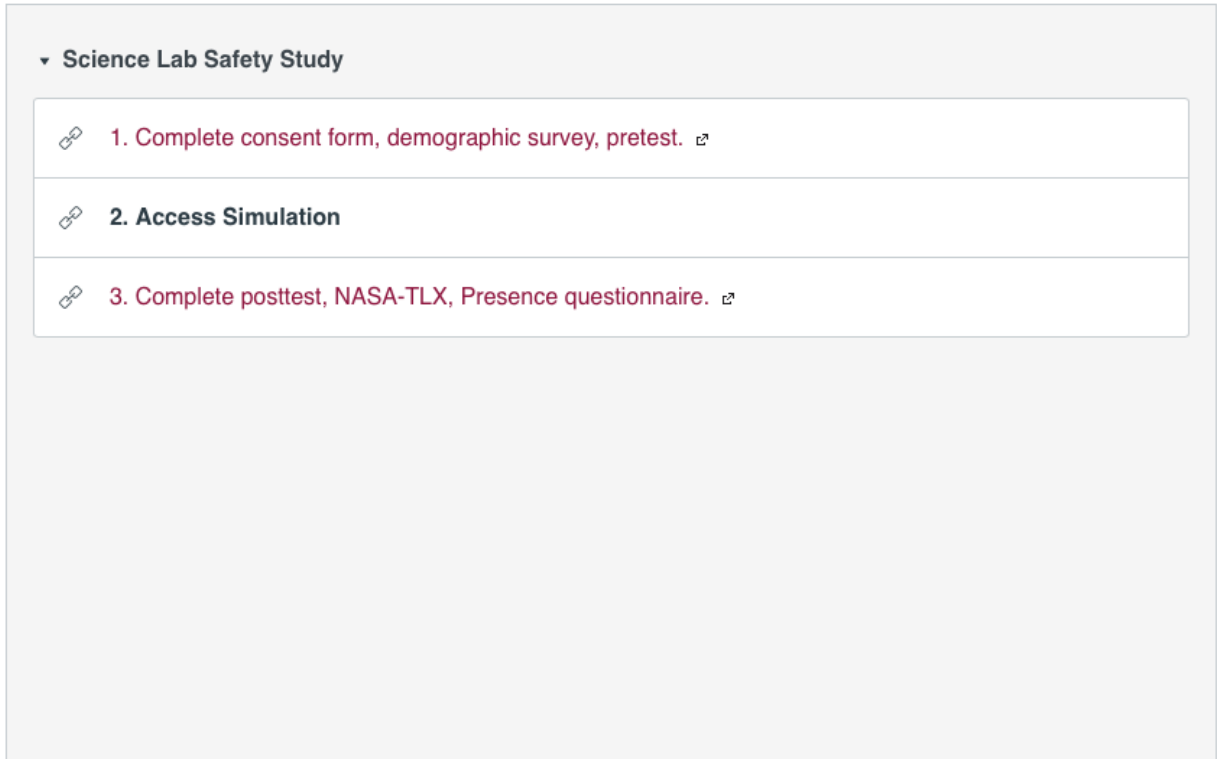 Science Lab Safety Study
1. Complete consent form, demographic survey, pretest.
2. Access Simulation
3. Complete posttest, NASA-TLX, Presence questionnaire.